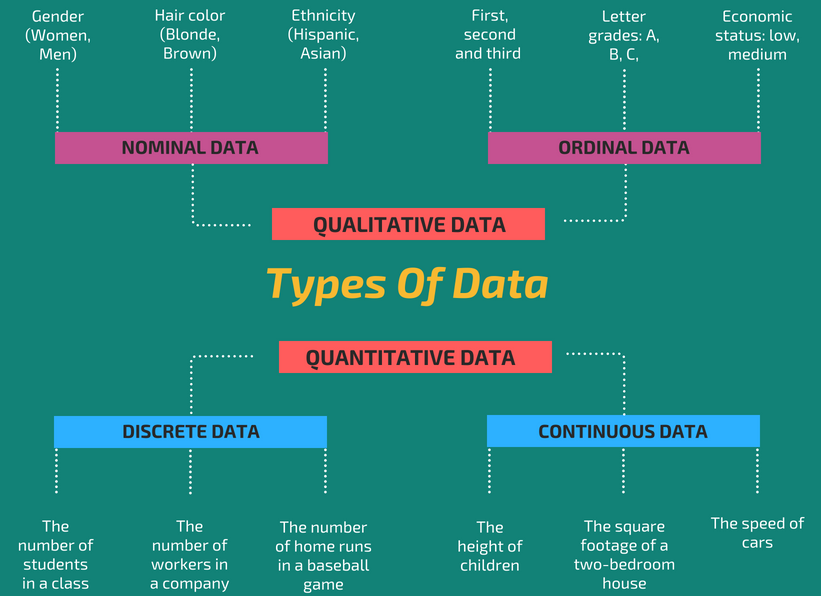 Gender
(Women,
Men)
Hair color
(Blonde,
Brown)
Ethnicity
(Hispanic,
Asian)
First,
second
and third
Letter
grades: A,
B, C,
Economic
status: low,
medium
NOMINAL DATA
ORDINAL DATA
QUALITATIVE DATA
Types Of Data
QUANTITATIVE DATA
DISCRETE DATA
CONTINUOUS DATA
The
number of
students
in a class
The
number of
workers in
a company
The number
of home runs
in a baseball
game
The
height of
children
The square
footage of a
two-bedroom
house
The speed of
cars